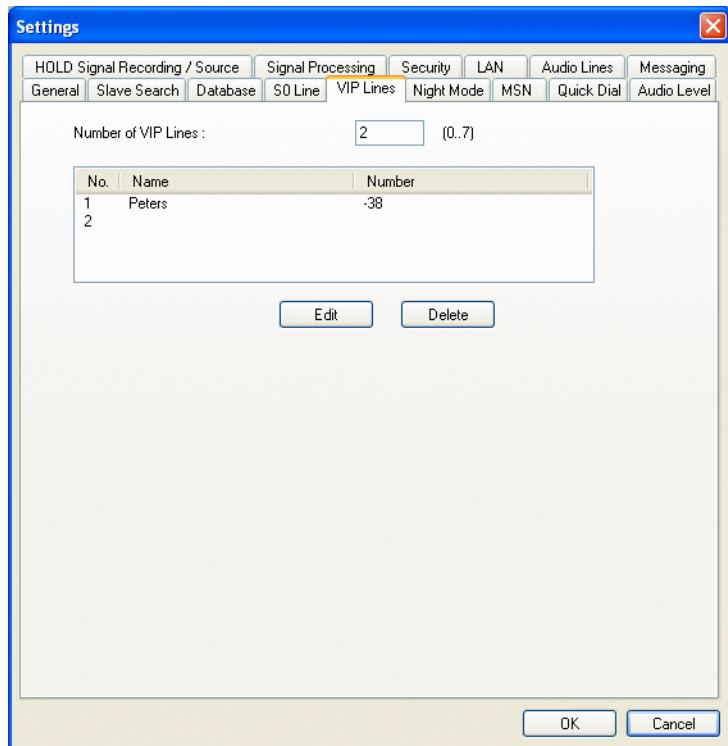 Settings
HOLD Signal Recording / Source Signal Processing Security LAN Audio Lines Messaging
General Slave Search Database S0 Line VIP Lines Night Mode MSN Quick Dial Audio Level
Number of VIP Lines : 2 (0..7)
No. Name Number
1 Peters -38
2
Edit Delete
OK Cancel